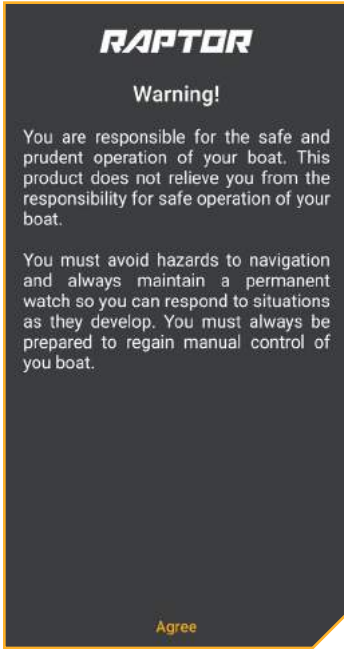 RAPTOR
Warning!
You are responsible for the safe and
prudent operation of your boat. This
product does not relieve you from the
responsibility for safe operation of your
boat.
You must avoid hazards to navigation
and always maintain a permanent
watch so you can respond to situations
as they develop. You must always be
prepared to regain manual control of
you boat.
Agree